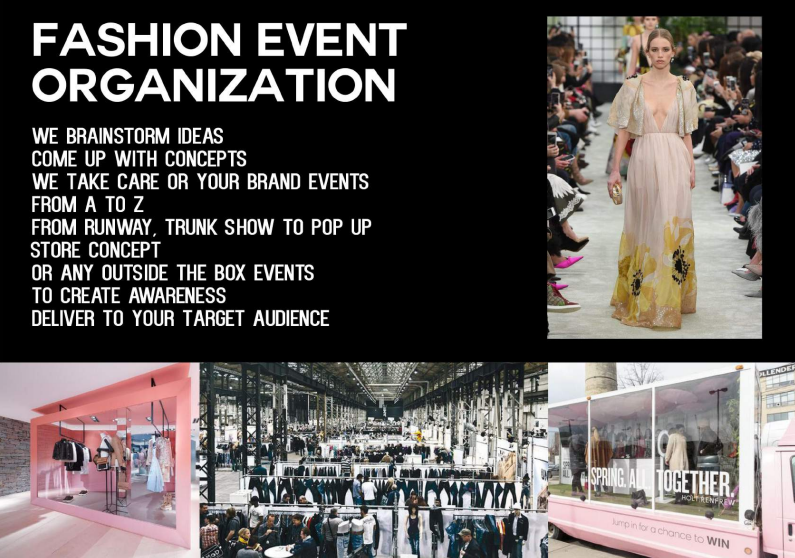 FASHION EVENT
ORGANIZATION
WE BRAINSTORM IDEAS
COME UP WITH CONCEPTS
WE TAKE CARE OR YOUR BRAND EVENTS
FROM A TO Z
FROM RUNWAY, TRUNK SHOW TO POP UP
STORE CONCEPT
OR ANY OUTSIDE THE BOX EVENTS
TO CREATE AWARENESS
DELIVER TO YOUR TARGET AUDIENCE
SPRING. ALL TOGETHER.
HOLT RENFREW
jump in for a chance to WIN